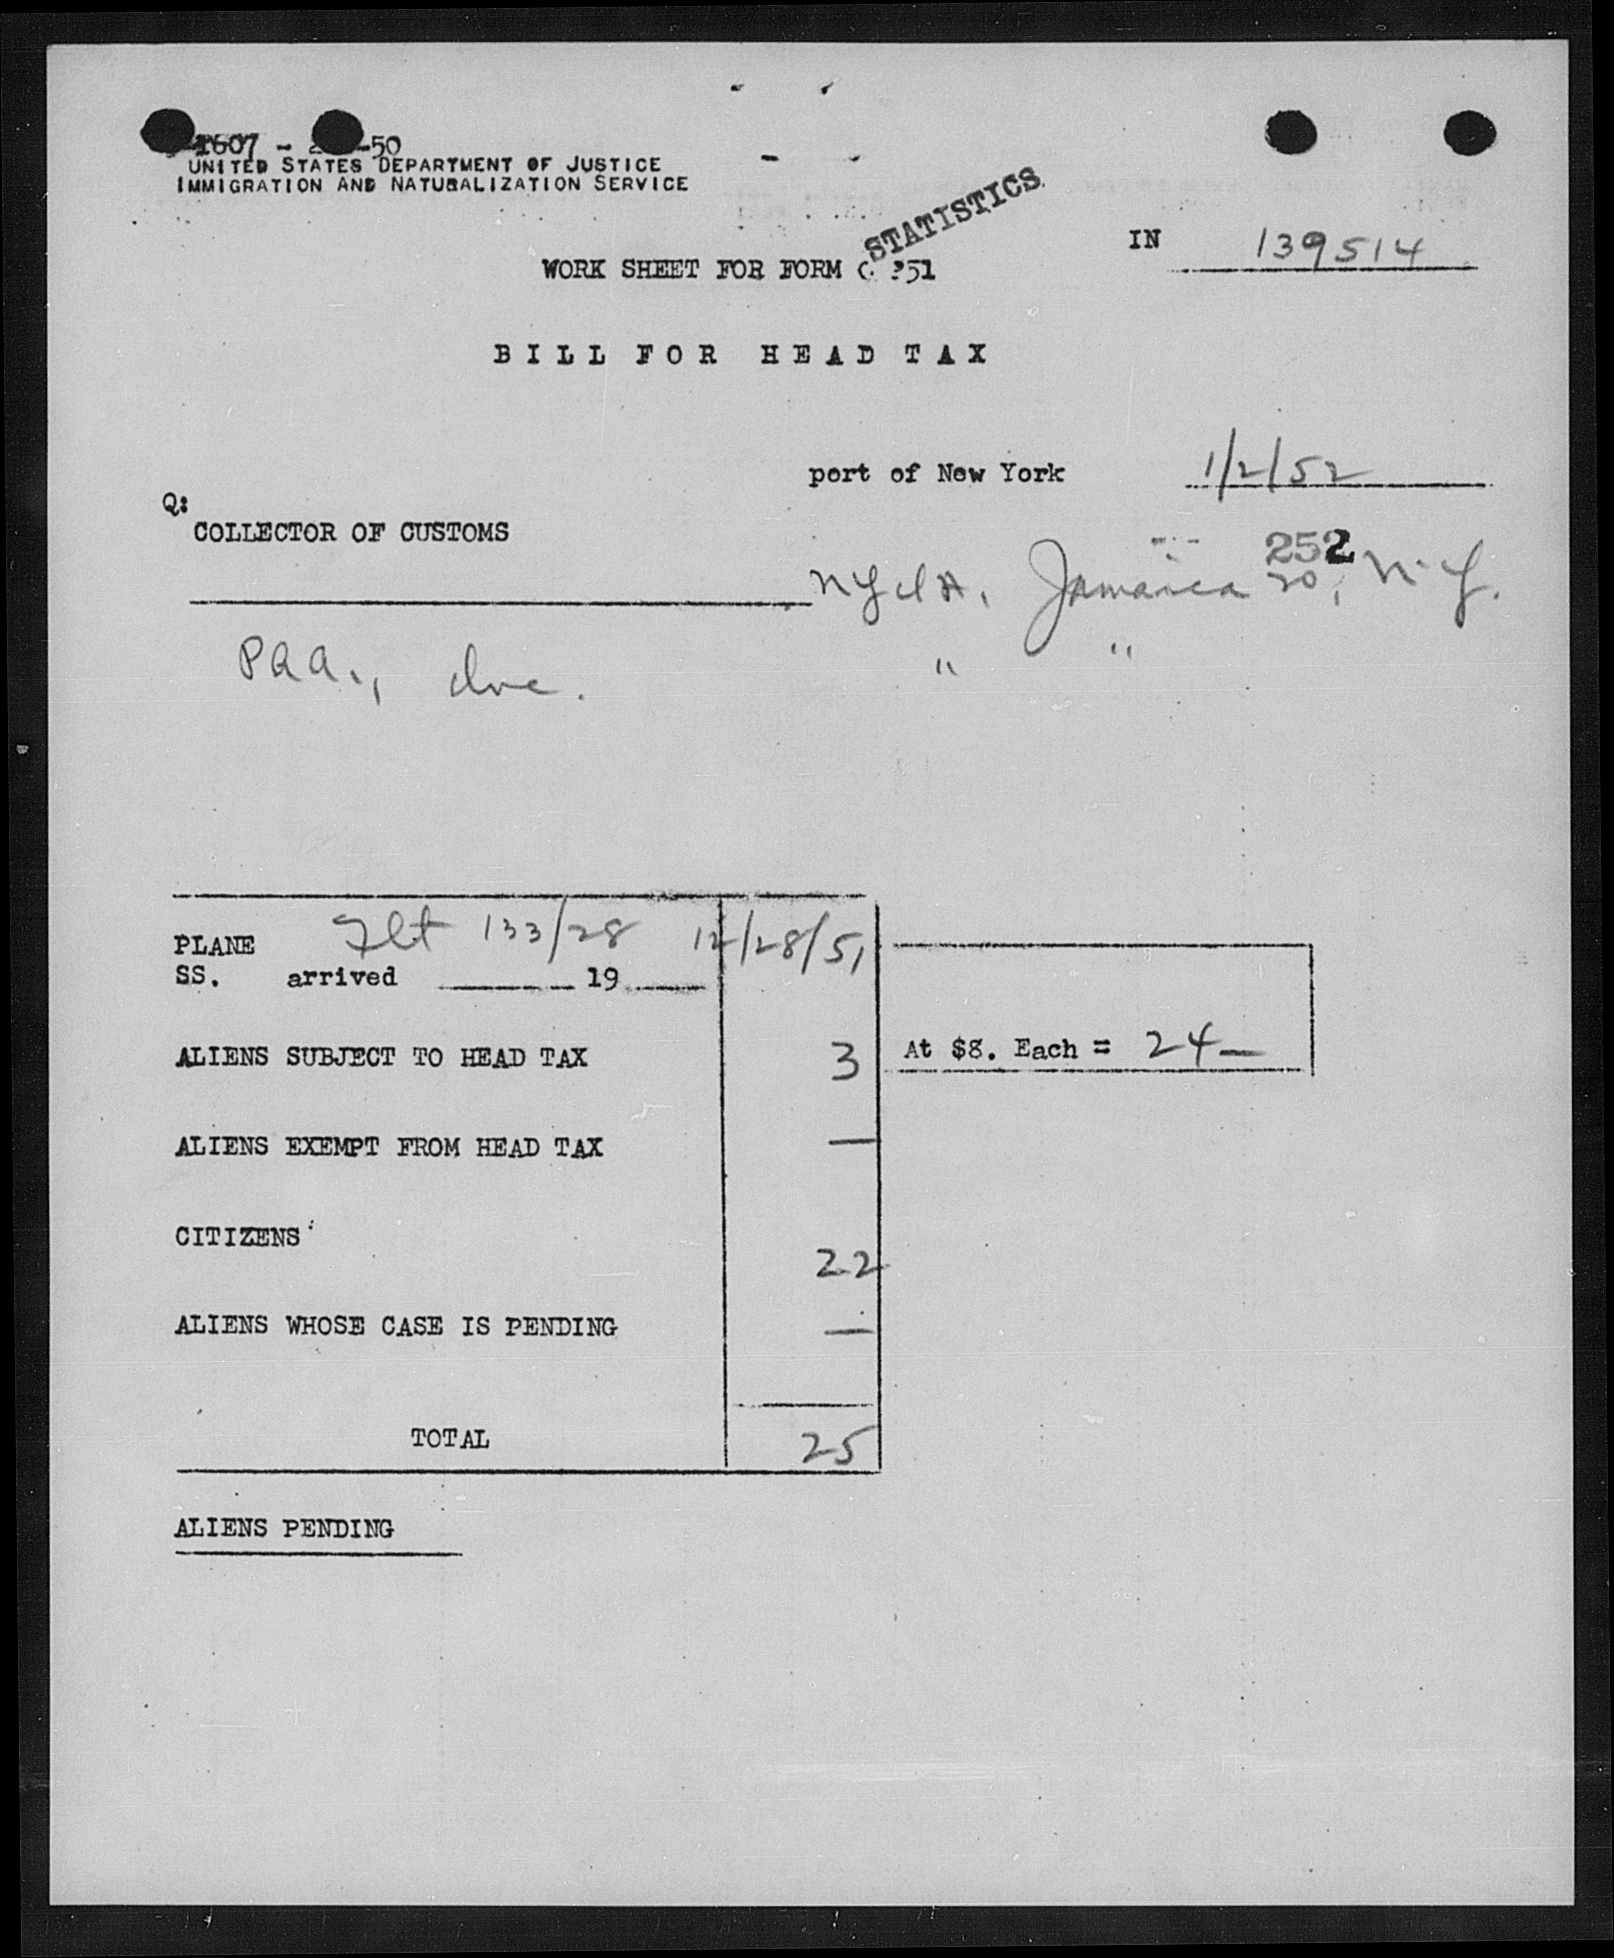 1607 - -50
UNITED STATES DEPARTMENT OF JUSTICE
IMMIGRATION AND NATURALIZATION SERVICE
STATISTICS
IN 139514
WORK SHEET FOR FORM 351
BILL FOR HEAD TAX
port of New York 1/2/52
Q:
COLLECTOR OF CUSTOMS
252
NYIA, Jamaica 20, N.Y.
PAA., Inc. " "
PLANE Flt 133/28 12/28/51
SS. arrived 19
ALIENS SUBJECT TO HEAD TAX 3 At $8. Each = 24—
ALIENS EXEMPT FROM HEAD TAX —
CITIZENS 22
ALIENS WHOSE CASE IS PENDING —
TOTAL 25
ALIENS PENDING